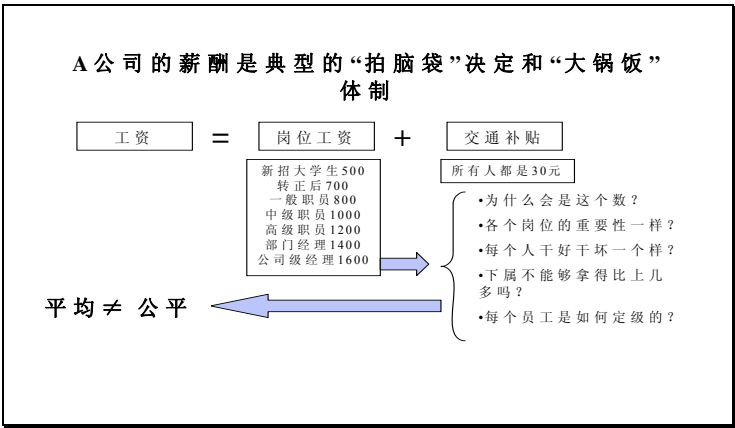 A公司的薪酬是典型的“拍脑袋”决定和“大锅饭”
体制
工资 = 岗位工资 + 交通补贴
新招大学生500
转正后700
一般职员800
中级职员1000
高级职员1200
部门经理1400
公司级经理1600
所有人都是30元
•为什么会是这个数？
•各个岗位的重要性一样？
•每个人干好干坏一个样？
•下属不能够拿得比上几
多吗？
•每个员工是如何定级的？
平均≠ 公平